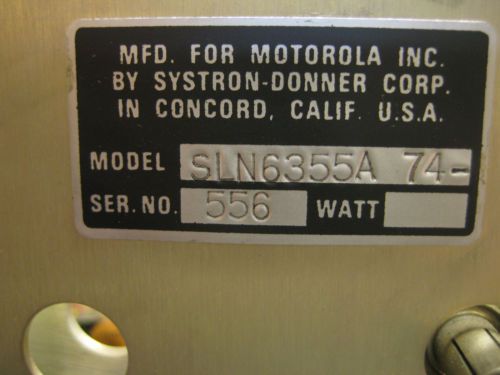 MFD. FOR MOTOROLA INC.
BY SYSTRON-DONNER CORP.
IN CONCORD, CALIF. U.S.A.
MODEL SLN6355A 74-
SER. NO. 556 WATT